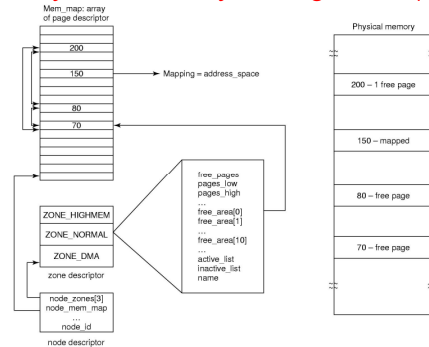 Mem_map: array
of page descriptor
200
150
80
70
Mapping = address_space
ZONE_HIGHMEM
ZONE_NORMAL
ZONE_DMA
zone descriptor
node_zones[3]
node_mem_map
...
node_id
node descriptor
free_pages
pages_low
pages_high
...
free_area[0]
free_area[1]
...
free_area[10]
...
active_list
inactive_list
name
Physical memory
200 – 1 free page
150 – mapped
80 – free page
70 – free page